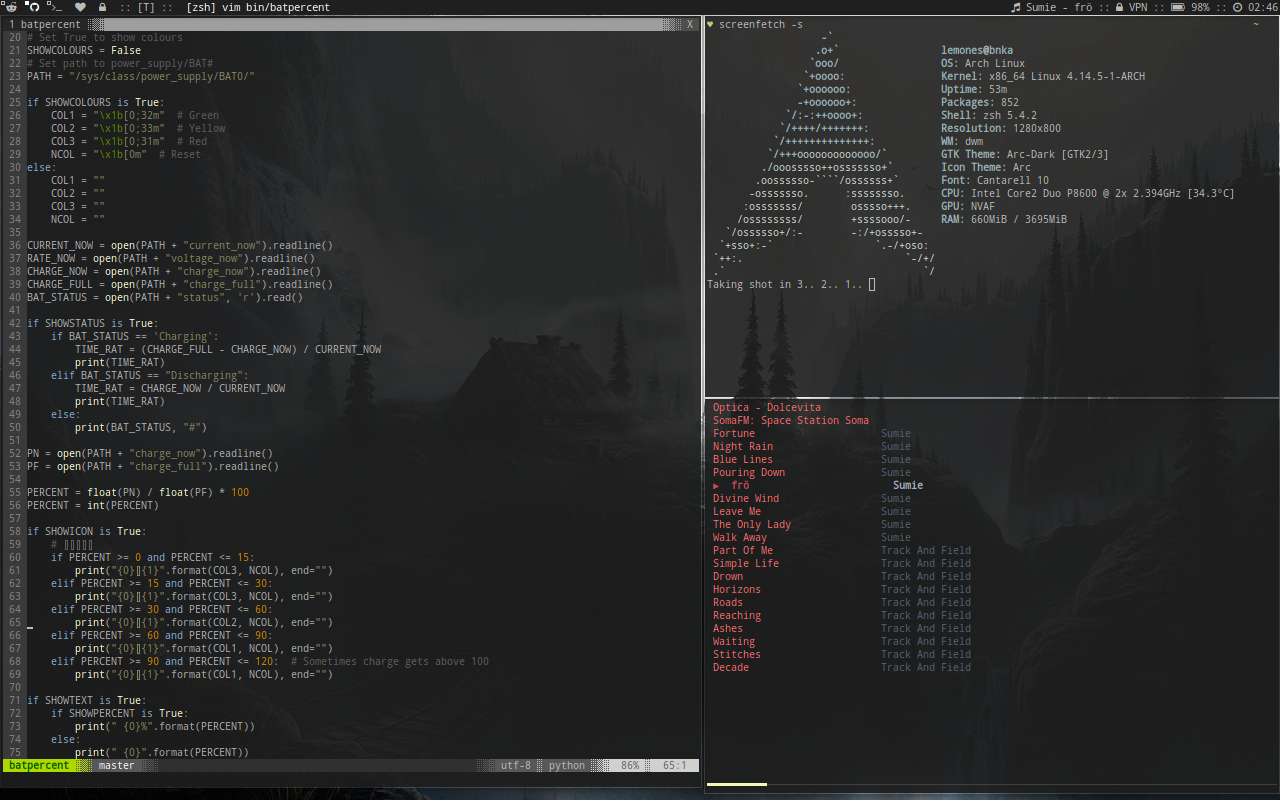 :: [T] :: [zsh] vim bin/batpercent
Sumie - frö :: VPN :: 98% :: 02:46
1 batpercent X
20 # Set True to show colours
21 SHOWCOLOURS = False
22 # Set path to power_supply/BAT#
23 PATH = "/sys/class/power_supply/BAT0/"
24
25 if SHOWCOLOURS is True:
26     COL1 = "\x1b[0;32m"  # Green
27     COL2 = "\x1b[0;33m"  # Yellow
28     COL3 = "\x1b[0;31m"  # Red
29     NCOL = "\x1b[0m"  # Reset
30 else:
31     COL1 = ""
32     COL2 = ""
33     COL3 = ""
34     NCOL = ""
35
36 CURRENT_NOW = open(PATH + "current_now").readline()
37 RATE_NOW = open(PATH + "voltage_now").readline()
38 CHARGE_NOW = open(PATH + "charge_now").readline()
39 CHARGE_FULL = open(PATH + "charge_full").readline()
40 BAT_STATUS = open(PATH + "status", 'r').read()
41
42 if SHOWSTATUS is True:
43     if BAT_STATUS == 'Charging':
44         TIME_RAT = (CHARGE_FULL - CHARGE_NOW) / CURRENT_NOW
45         print(TIME_RAT)
46     elif BAT_STATUS == "Discharging":
47         TIME_RAT = CHARGE_NOW / CURRENT_NOW
48         print(TIME_RAT)
49     else:
50         print(BAT_STATUS, "#")
51
52 PN = open(PATH + "charge_now").readline()
53 PF = open(PATH + "charge_full").readline()
54
55 PERCENT = float(PN) / float(PF) * 100
56 PERCENT = int(PERCENT)
57
58 if SHOWICON is True:
59     # ▯▯▯▯▯
60     if PERCENT >= 0 and PERCENT <= 15:
61         print("{0}▯{1}".format(COL3, NCOL), end="")
62     elif PERCENT >= 15 and PERCENT <= 30:
63         print("{0}▯{1}".format(COL3, NCOL), end="")
64     elif PERCENT >= 30 and PERCENT <= 60:
65         print("{0}▯{1}".format(COL2, NCOL), end="")
66     elif PERCENT >= 60 and PERCENT <= 90:
67         print("{0}▯{1}".format(COL1, NCOL), end="")
68     elif PERCENT >= 90 and PERCENT <= 120:  # Sometimes charge gets above 100
69         print("{0}▯{1}".format(COL1, NCOL), end="")
70
71 if SHOWTEXT is True:
72     if SHOWPERCENT is True:
73         print(" {0}%".format(PERCENT))
74     else:
75         print(" {0}".format(PERCENT))
batpercent master utf-8 python 86% 65:1
♥ screenfetch -s ~
                   -`
                  .o+`                 lemones@bnka
                 `ooo/                 OS: Arch Linux
                `+oooo:                Kernel: x86_64 Linux 4.14.5-1-ARCH
               `+oooooo:               Uptime: 53m
               -+oooooo+:              Packages: 852
             `/:-:++oooo+:             Shell: zsh 5.4.2
            `/++++/+++++++:            Resolution: 1280x800
           `/++++++++++++++:           WM: dwm
          `/+++ooooooooooooo/`         GTK Theme: Arc-Dark [GTK2/3]
         ./ooosssso++osssssso+`        Icon Theme: Arc
        .oossssso-````/ossssss+`       Font: Cantarell 10
       -osssssso.      :ssssssso.      CPU: Intel Core2 Duo P8600 @ 2x 2.394GHz [34.3°C]
      :osssssss/        osssso+++.     GPU: NVAF
     /ossssssss/        +ssssooo/-     RAM: 660MiB / 3695MiB
   `/ossssso+/:-        -:/+osssso+-
  `+sso+:-`                 `.-/+oso:
 `++:.                           `-/+/
 .`                                 `/
Taking shot in 3.. 2.. 1..
Optica - Dolcevita
SomaFM: Space Station Soma
Fortune Sumie
Night Rain Sumie
Blue Lines Sumie
Pouring Down Sumie
▶ frö Sumie
Divine Wind Sumie
Leave Me Sumie
The Only Lady Sumie
Walk Away Sumie
Part Of Me Track And Field
Simple Life Track And Field
Drown Track And Field
Horizons Track And Field
Roads Track And Field
Reaching Track And Field
Ashes Track And Field
Waiting Track And Field
Stitches Track And Field
Decade Track And Field